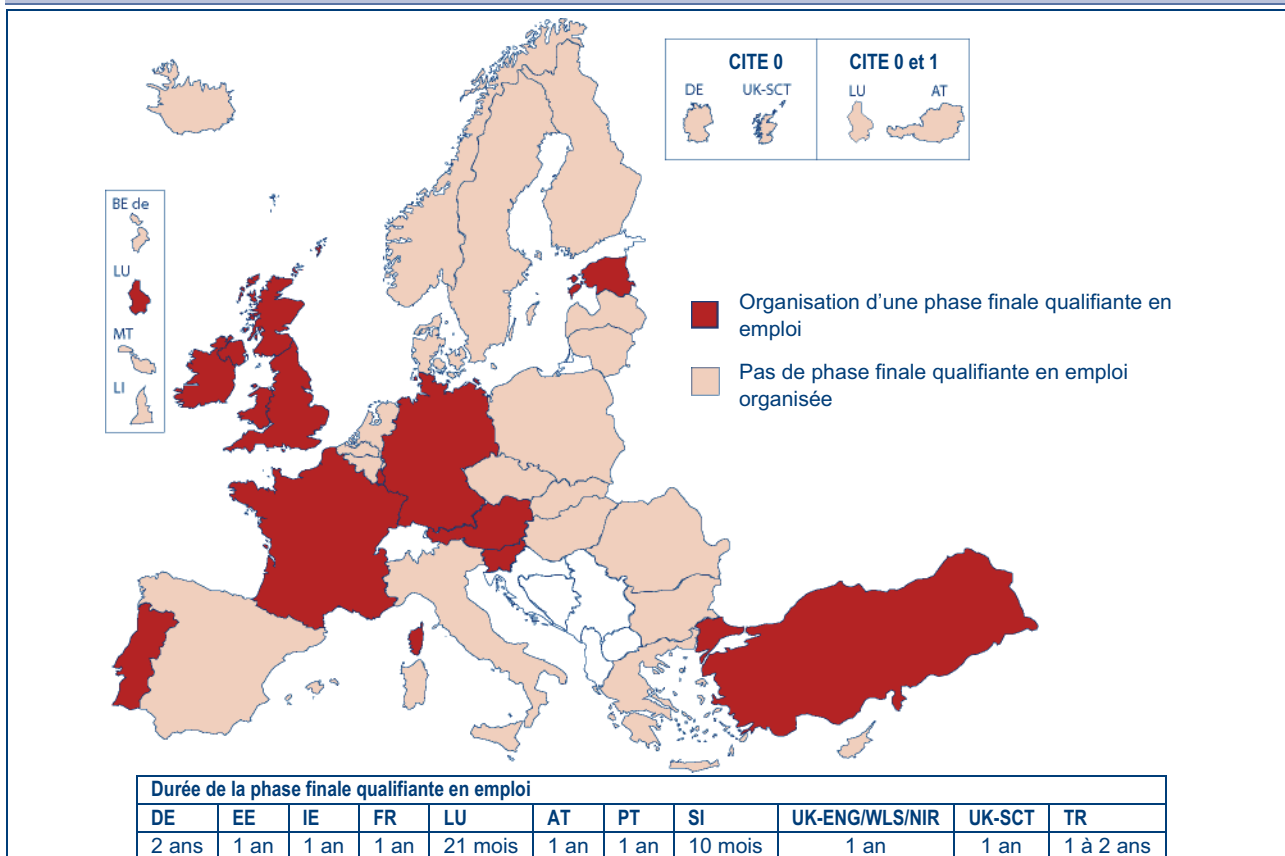 CITE 0
CITE 0 et 1
DE
UK-SCT
LU
AT
BE de
LU
MT
LI
Organisation d'une phase finale qualifiante en
emploi
Pas de phase finale qualifiante en emploi
organisée
Durée de la phase finale qualifiante en emploi
DE EE IE FR LU AT PT SI UK-ENG/WLS/NIR UK-SCT TR
2 ans 1 an 1 an 1 an 21 mois 1 an 1 an 10 mois 1 an 1 an 1 à 2 ans